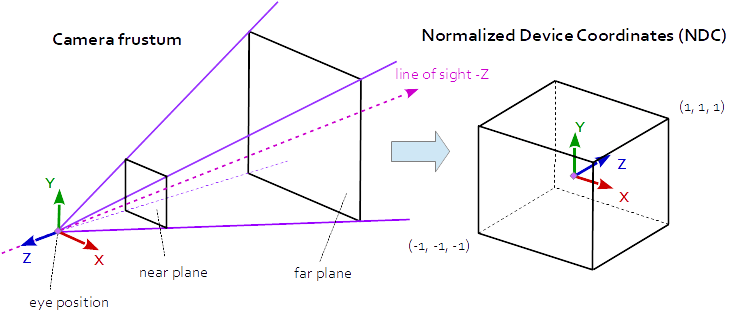 Camera frustum
Normalized Device Coordinates (NDC)
line of sight -Z
(1, 1, 1)
Y
Z
X
Y
Z
X
(-1, -1, -1)
near plane
far plane
eye position